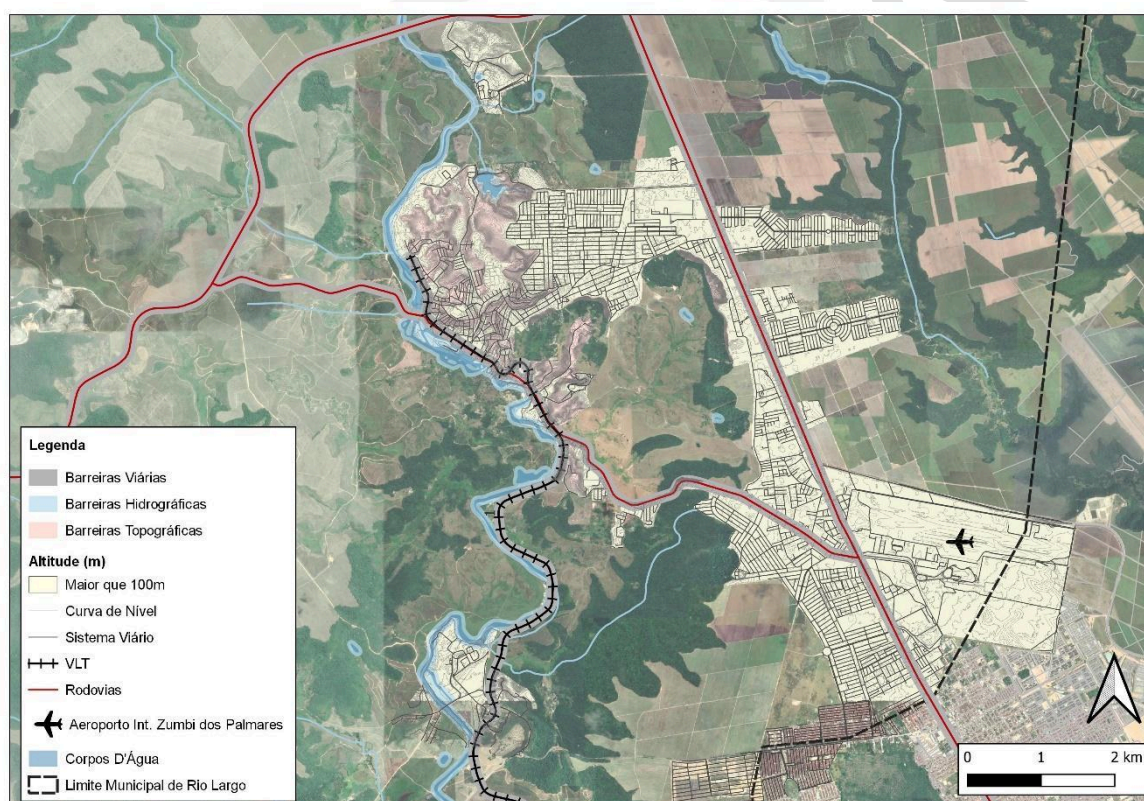 Legenda
Barreiras Viárias
Barreiras Hidrográficas
Barreiras Topográficas
Altitude (m)
Maior que 100m
Curva de Nível
Sistema Viário
VLT
Rodovias
Aeroporto Int. Zumbi dos Palmares
Corpos D'Água
Limite Municipal de Rio Largo
0 1 2 km